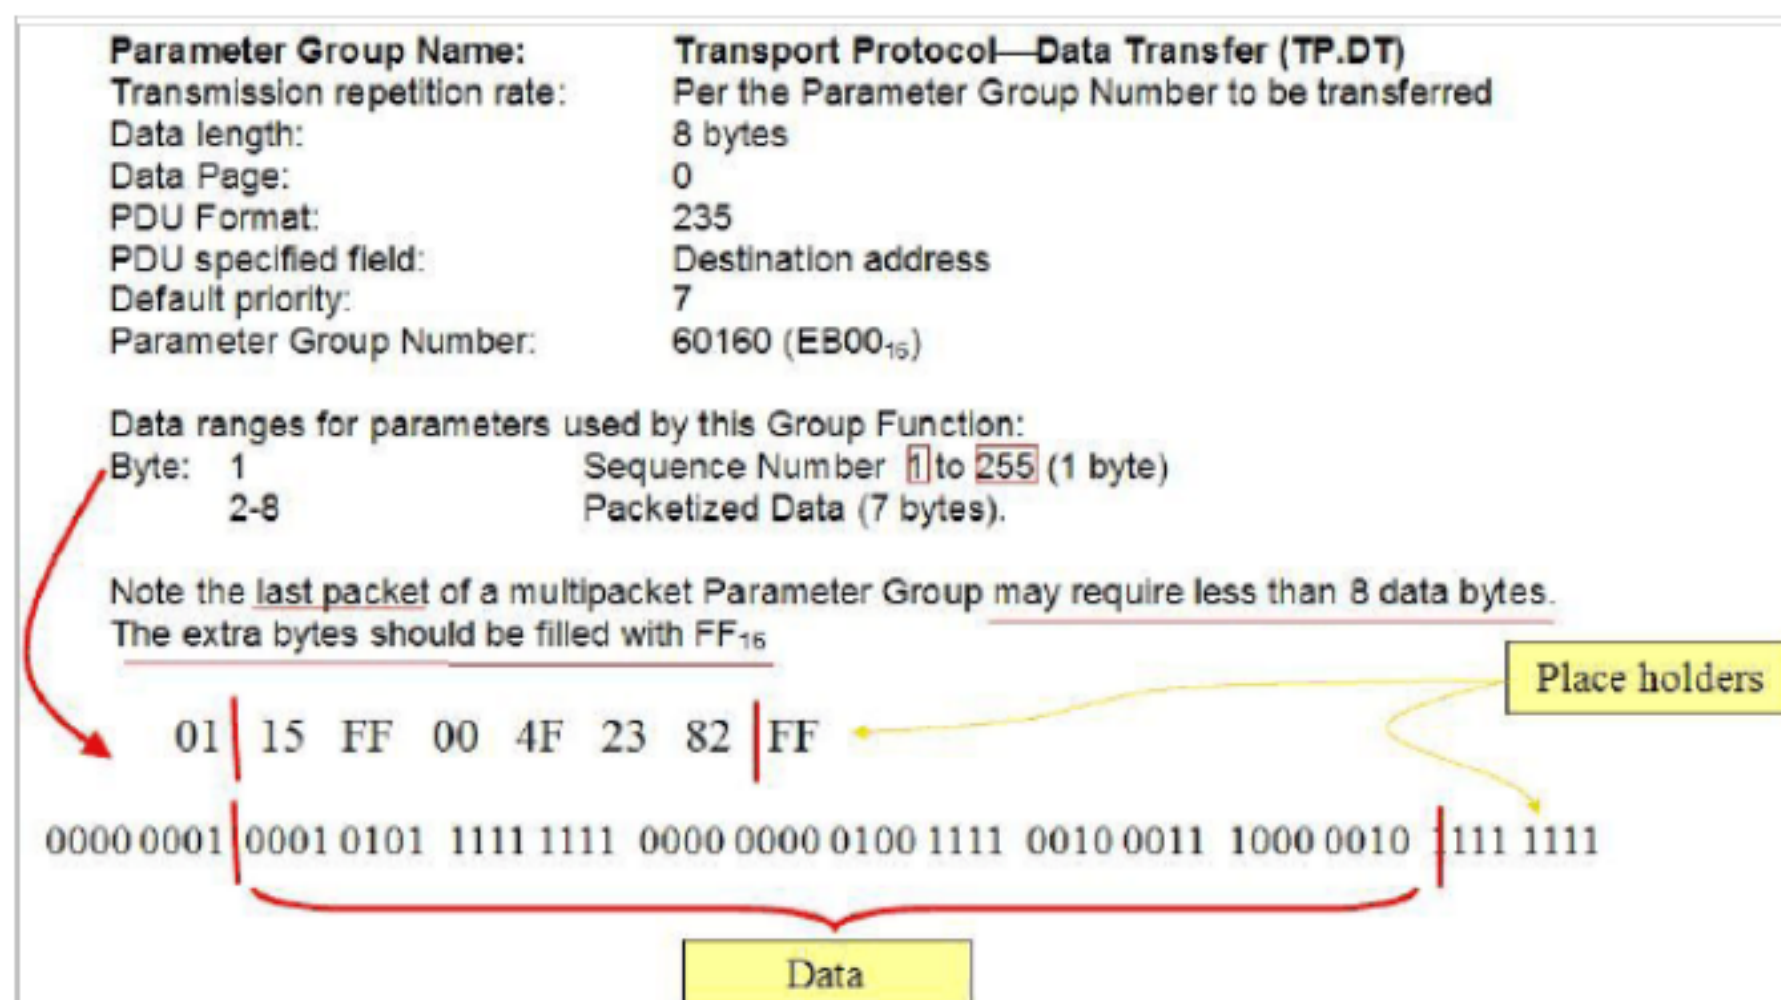 Parameter Group Name: Transport Protocol—Data Transfer (TP.DT)
Transmission repetition rate: Per the Parameter Group Number to be transferred
Data length: 8 bytes
Data Page: 0
PDU Format: 235
PDU specified field: Destination address
Default priority: 7
Parameter Group Number: 60160 (EB00₁₆)
Data ranges for parameters used by this Group Function:
Byte: 1 Sequence Number 1 to 255 (1 byte)
2-8 Packetized Data (7 bytes).
Note the last packet of a multipacket Parameter Group may require less than 8 data bytes.
The extra bytes should be filled with FF₁₆
Place holders
01 15 FF 00 4F 23 82 FF
0000 0001 0001 0101 1111 1111 0000 0000 0100 1111 0010 0011 1000 0010 1111 1111
Data